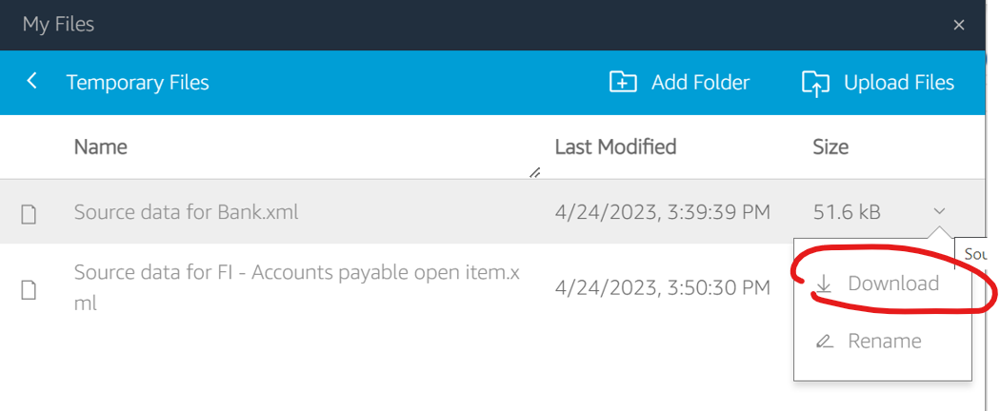 My Files
Temporary Files
Add Folder
Upload Files
Name
Last Modified
Size
Source data for Bank.xml
4/24/2023, 3:39:39 PM
51.6 kB
Sou
Source data for FI - Accounts payable open item.x
ml
4/24/2023, 3:50:30 PM
Download
Rename